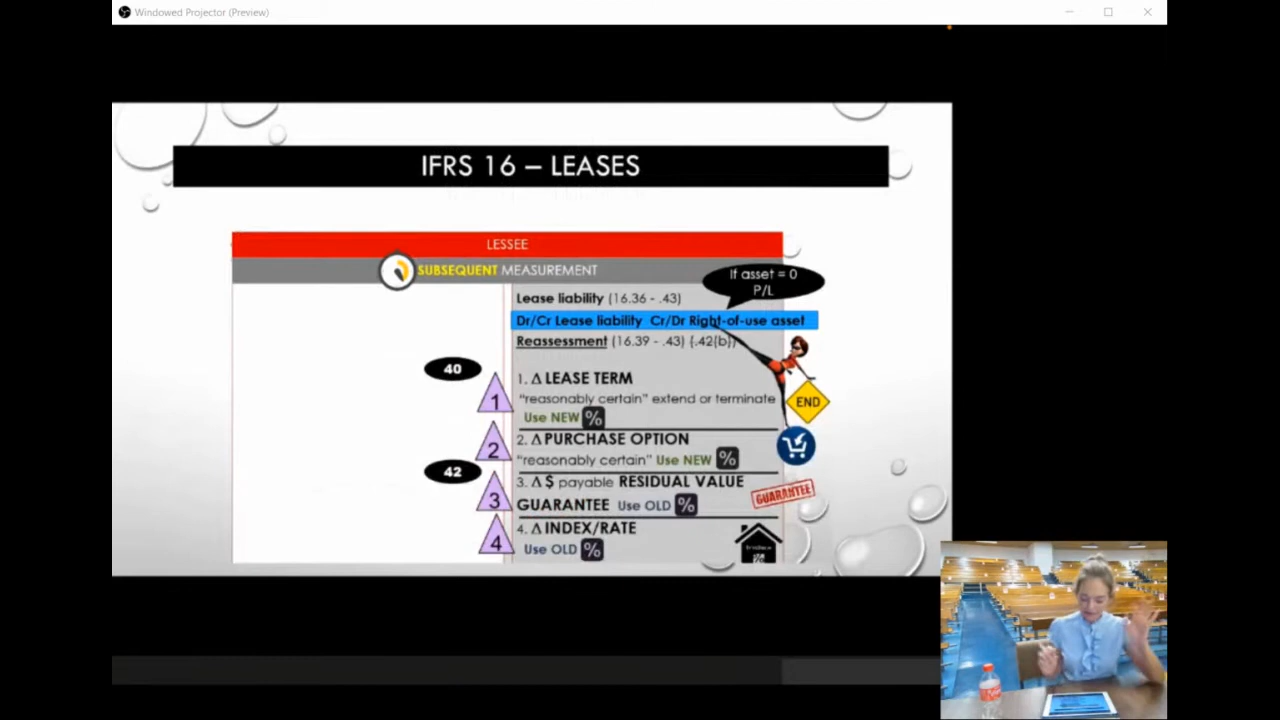 Windowed Projector (Preview)
IFRS 16 – LEASES
LESSEE
SUBSEQUENT MEASUREMENT
If asset = 0
P/L
Lease liability (16.36 - .43)
Dr/Cr Lease liability Cr/Dr Right-of-use asset
Reassessment (16.39 - .43) {.42(b)}
40
1
1. Δ LEASE TERM
"reasonably certain" extend or terminate
END
Use NEW %
2
2. Δ PURCHASE OPTION
"reasonably certain" Use NEW %
42
3
3. Δ $ payable RESIDUAL VALUE
GUARANTEE Use OLD %
GUARANTEE
4
4. Δ INDEX/RATE
Use OLD %